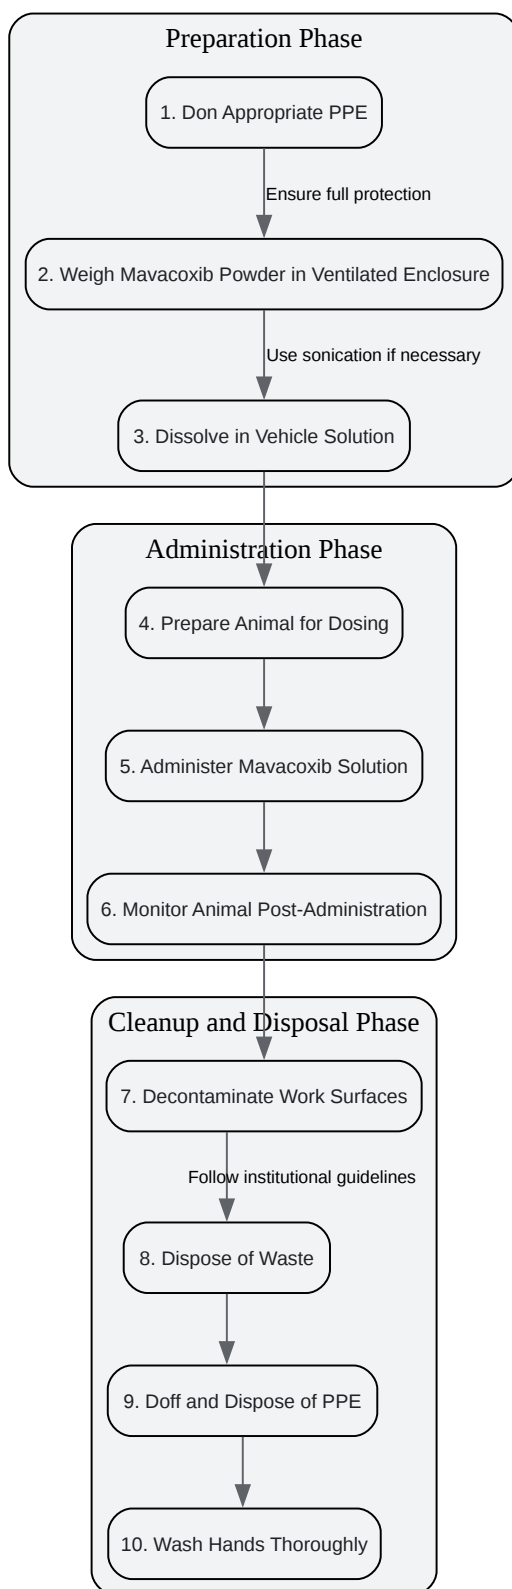 Preparation Phase
1. Don Appropriate PPE
Ensure full protection
2. Weigh Mavacoxib Powder in Ventilated Enclosure
Use sonication if necessary
3. Dissolve in Vehicle Solution
Administration Phase
4. Prepare Animal for Dosing
5. Administer Mavacoxib Solution
6. Monitor Animal Post-Administration
Cleanup and Disposal Phase
7. Decontaminate Work Surfaces
Follow institutional guidelines
8. Dispose of Waste
9. Doff and Dispose of PPE
10. Wash Hands Thoroughly